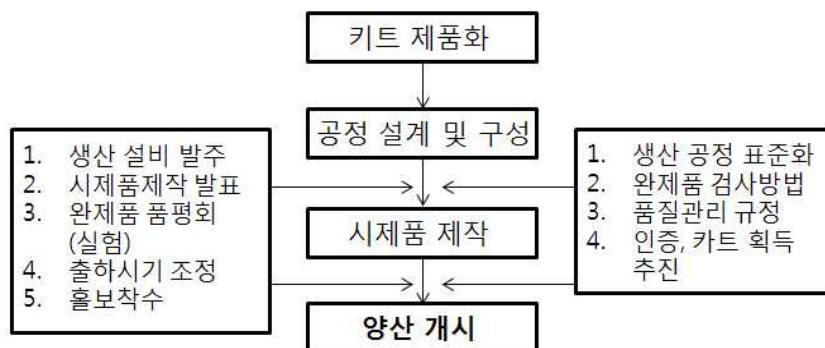 키트 제품화
공정 설계 및 구성
1. 생산 설비 발주
2. 시제품제작 발표
3. 완제품 품평회
(실험)
4. 출하시기 조정
5. 홀보착수
1. 생산 공정 표준화
2. 완제품 검사방법
3. 품질관리 규정
4. 인증, 카트 획득
추진
시제품 제작
양산 개시